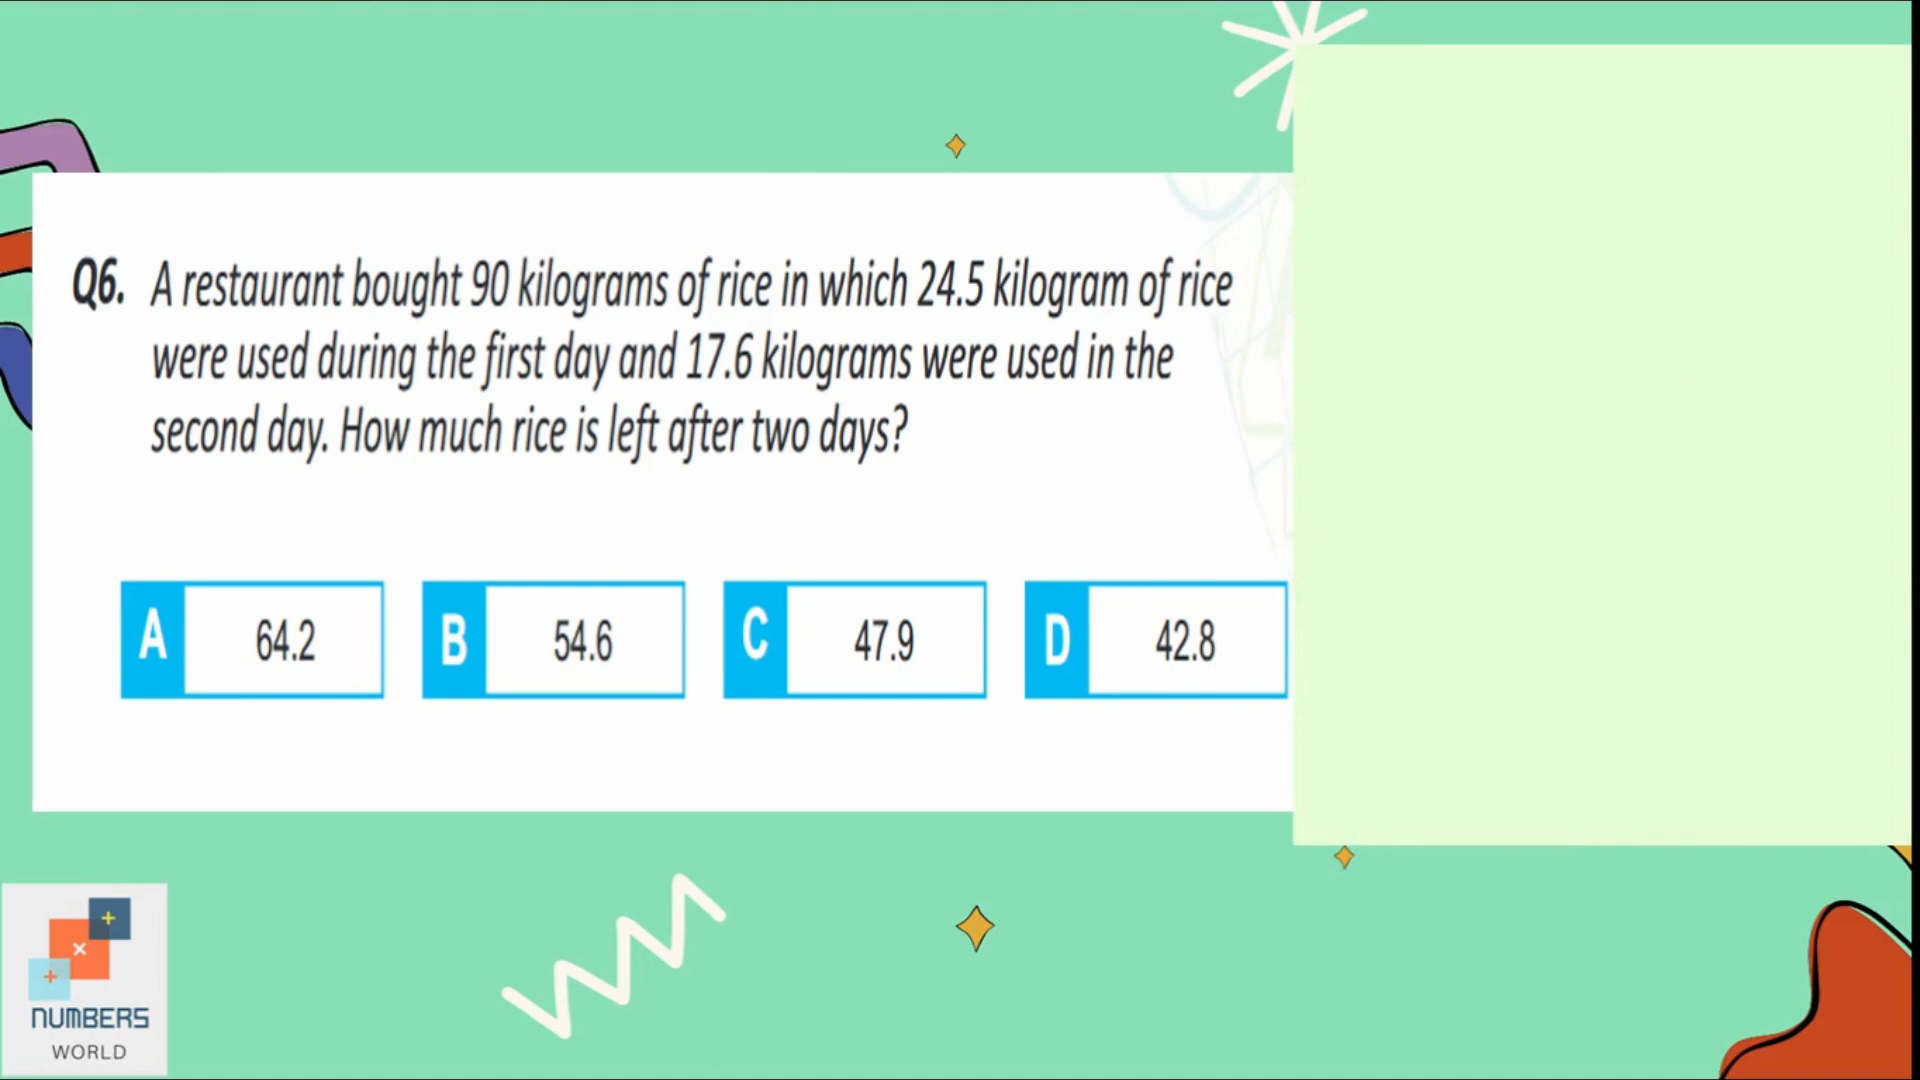 Q6. A restaurant bought 90 kilograms of rice in which 24.5 kilogram of rice
were used during the first day and 17.6 kilograms were used in the
second day. How much rice is left after two days?
A 64.2 B 54.6 C 47.9 D 42.8
+
×
+
NUMBERS
WORLD